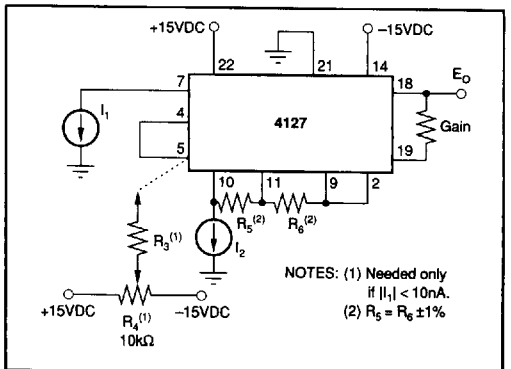 +15VDC
−15VDC
22
21
14
7
18
E_O
I_1
4
4127
Gain
5
19
10
11
9
2
R_5^(2)
R_6^(2)
R_3^(1)
I_2
NOTES: (1) Needed only
if |I_1| < 10nA.
(2) R_5 = R_6 ±1%
+15VDC
−15VDC
R_4^(1)
10kΩ